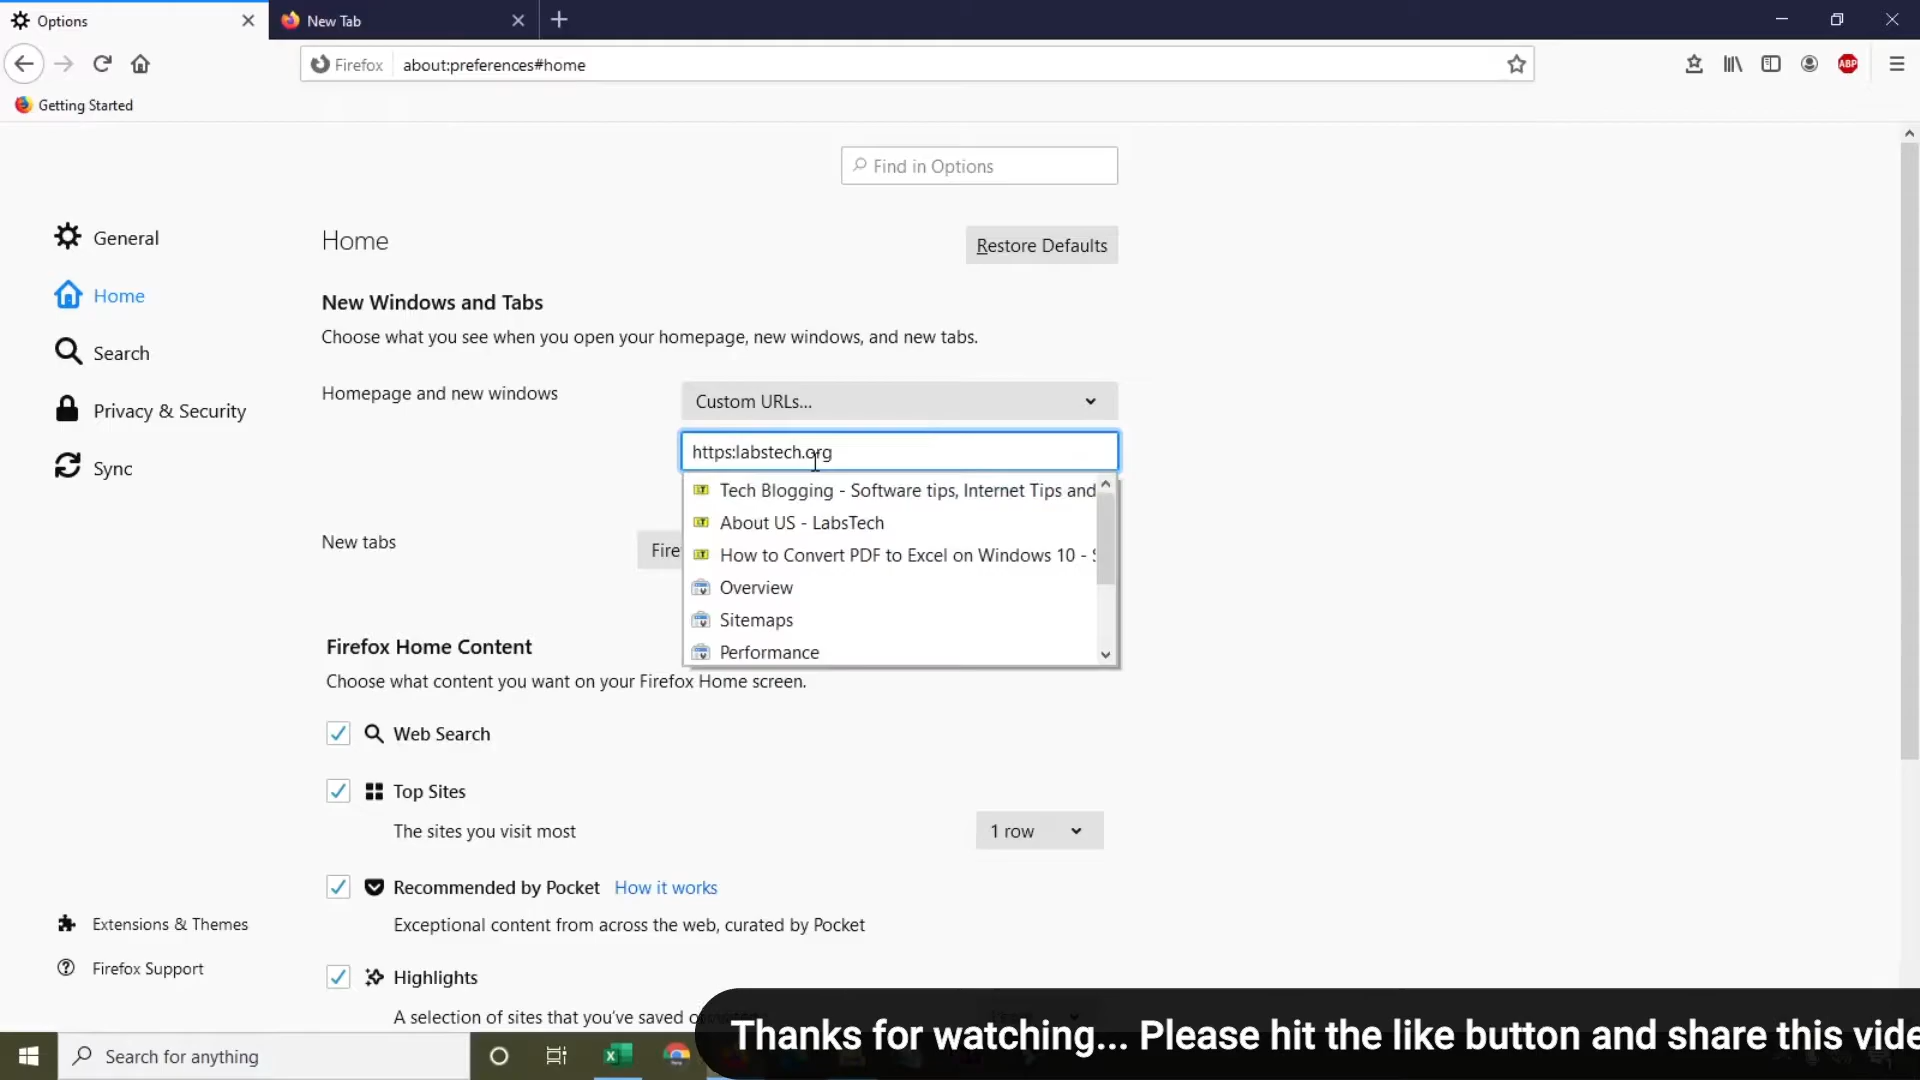 Options
New Tab
Firefox
about:preferences#home
ABP
Getting Started
Find in Options
General
Home
Search
Privacy & Security
Sync
Extensions & Themes
Firefox Support
Home
Restore Defaults
New Windows and Tabs
Choose what you see when you open your homepage, new windows, and new tabs.
Homepage and new windows
Custom URLs...
https:labstech.org
Tech Blogging - Software tips, Internet Tips and
About US - LabsTech
How to Convert PDF to Excel on Windows 10 -
Overview
Sitemaps
Performance
New tabs
Fire
Firefox Home Content
Choose what content you want on your Firefox Home screen.
Web Search
Top Sites
The sites you visit most
1 row
Recommended by Pocket How it works
Exceptional content from across the web, curated by Pocket
Highlights
A selection of sites that you've saved
Search for anything
Thanks for watching... Please hit the like button and share this vide